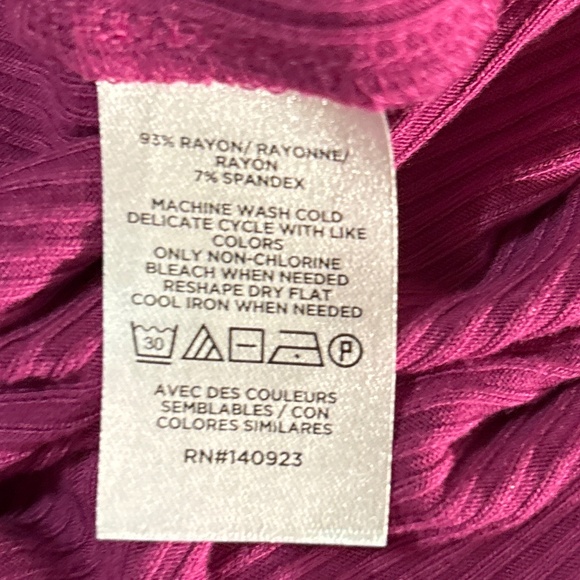 93% RAYON/ RAYONNE/
RAYON
7% SPANDEX
MACHINE WASH COLD
DELICATE CYCLE WITH LIKE
COLORS
ONLY NON-CHLORINE
BLEACH WHEN NEEDED
RESHAPE DRY FLAT
COOL IRON WHEN NEEDED
30 P
AVEC DES COULEURS
SEMBLABLES / CON
COLORES SIMILARES
RN#140923